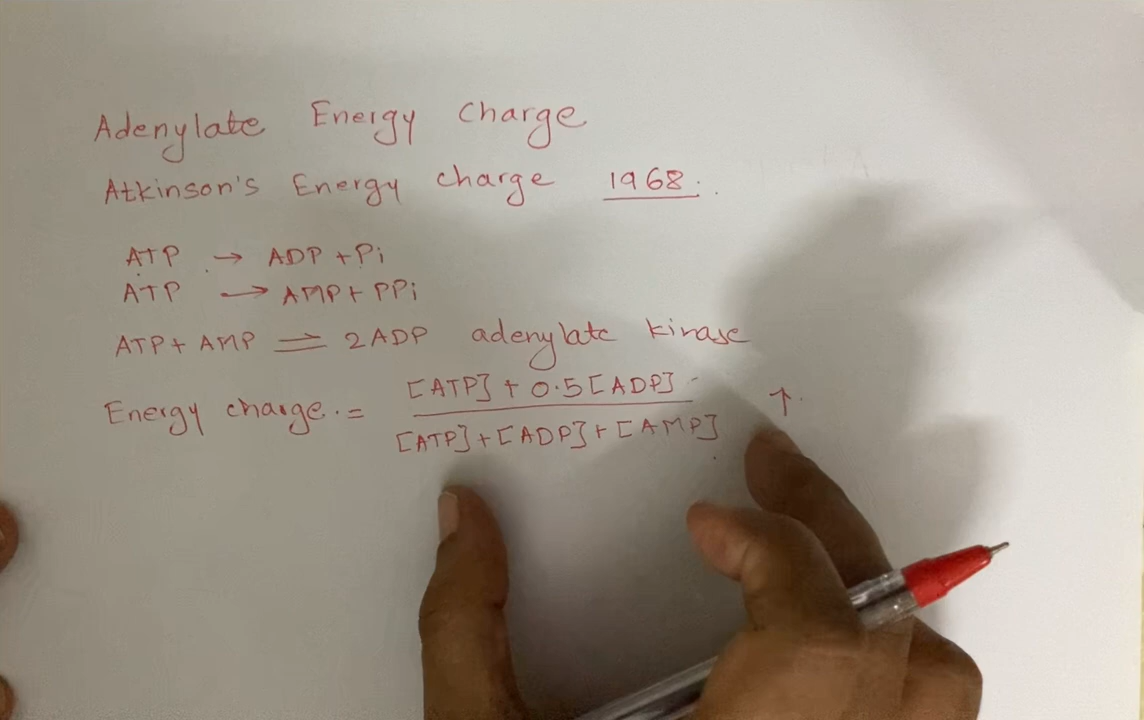 Adenylate Energy Charge
Atkinson's Energy charge 1968.
ATP → ADP + Pi
ATP → AMP + PPi
ATP + AMP ⇌ 2ADP adenylate kinase
Energy charge. = [ATP] + 0.5[ADP] ↑
[ATP] + [ADP] + [AMP]